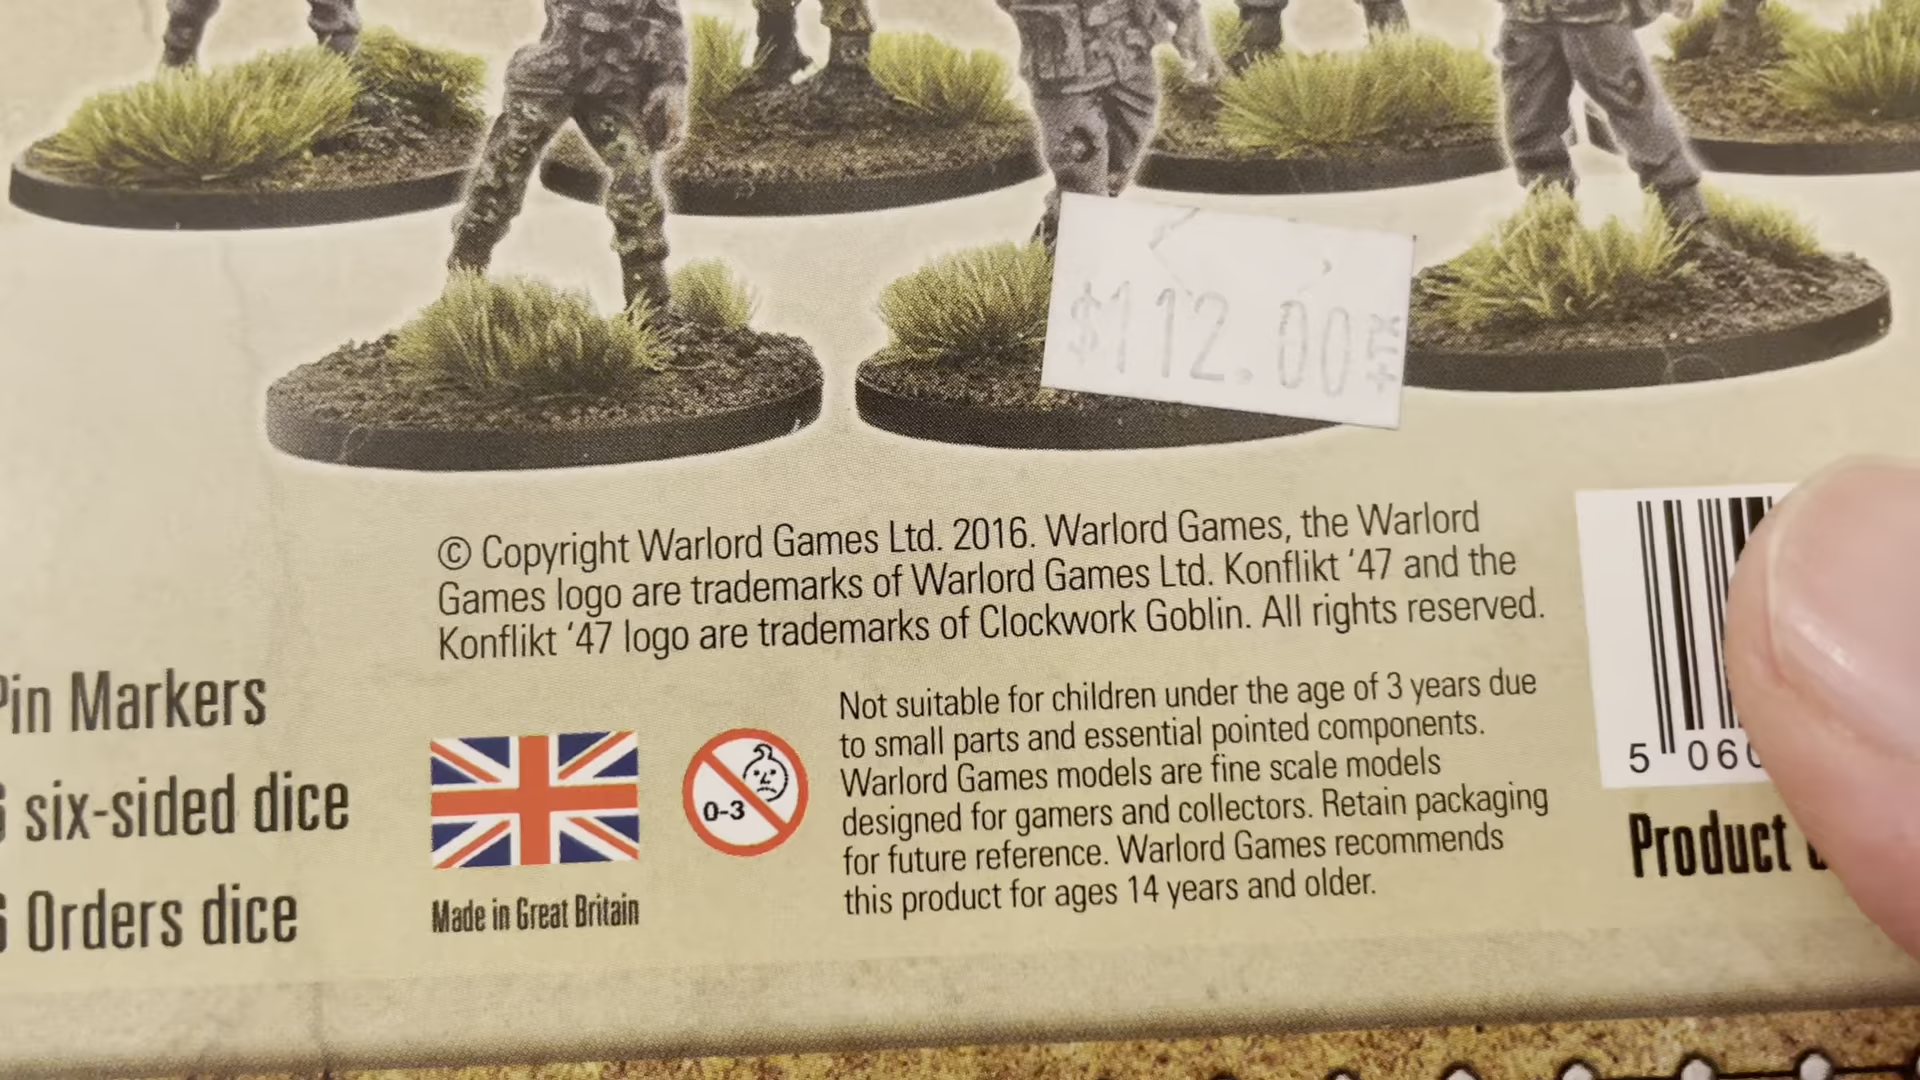 $112.00
+TX
© Copyright Warlord Games Ltd. 2016. Warlord Games, the Warlord
Games logo are trademarks of Warlord Games Ltd. Konflikt ‘47 and the
Konflikt ‘47 logo are trademarks of Clockwork Goblin. All rights reserved.
Pin Markers
six-sided dice
Orders dice
Made in Great Britain
0-3
Not suitable for children under the age of 3 years due
to small parts and essential pointed components.
Warlord Games models are fine scale models
designed for gamers and collectors. Retain packaging
for future reference. Warlord Games recommends
this product for ages 14 years and older.
5 060
Product